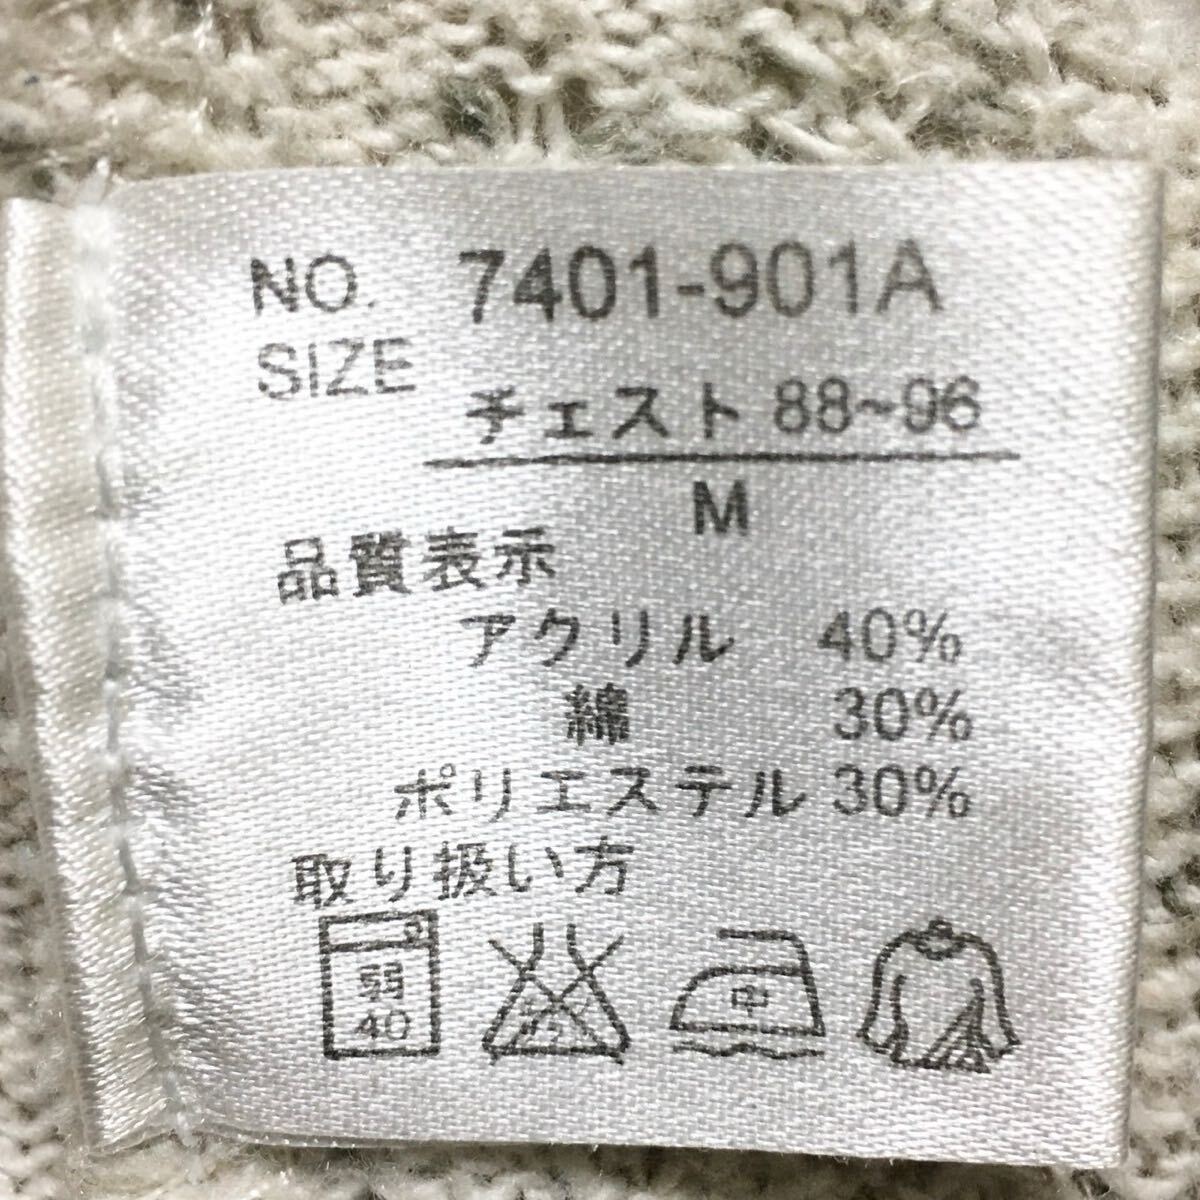 NO. 7401-901A
SIZE
チェスト 88~96
M
品質表示
アクリル 40%
綿 30%
ポリエステル 30%
取り扱い方
弱 中
40